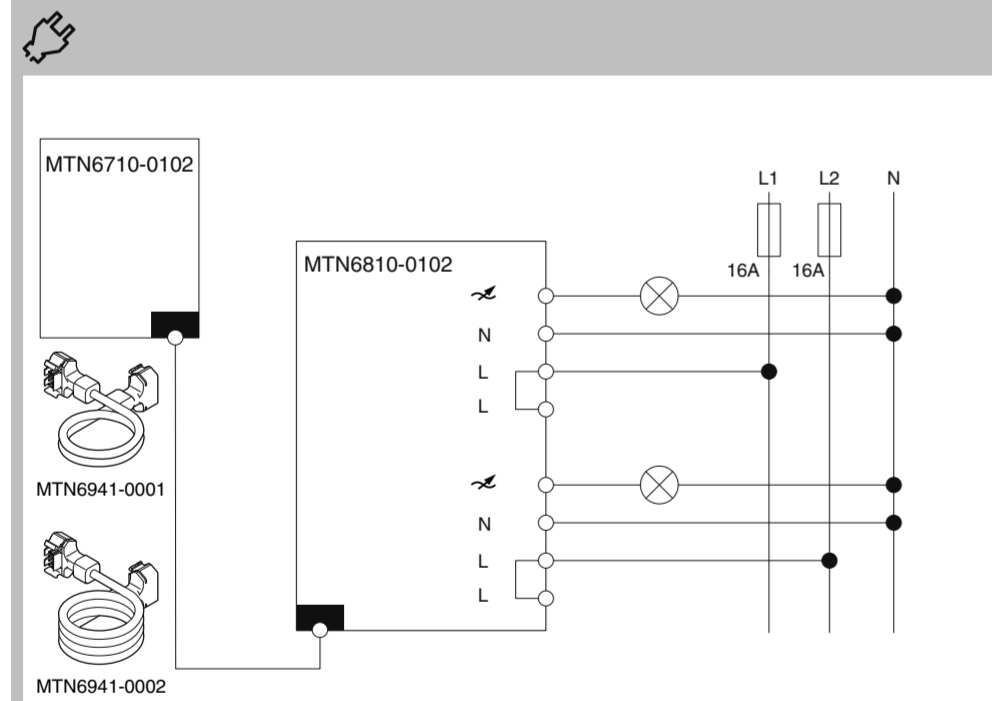 MTN6710-0102
MTN6941-0001
MTN6941-0002
MTN6810-0102
N
L
L
N
L
L
L1 L2 N
16A 16A